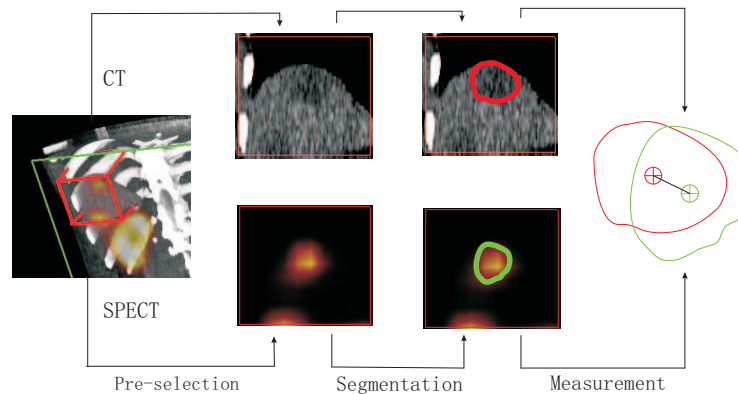 CT
SPECT
Pre-selection
Segmentation
Measurement